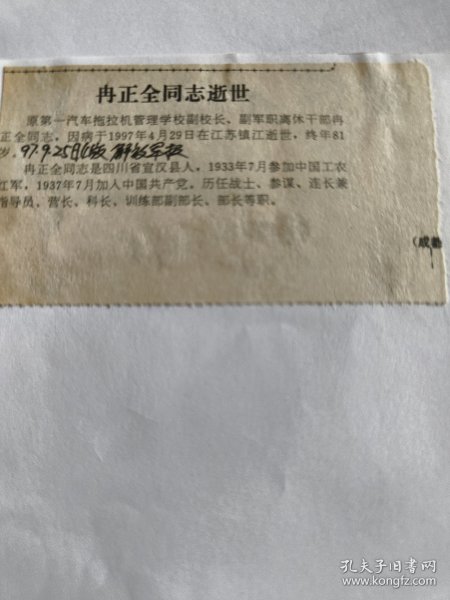 冉正全同志逝世
原第一汽车拖拉机管理学校副校长、副军职离休干部冉
正全同志,因病于1997年4月29日在江苏镇江逝世,终年81
岁。97.9.25日6版 解放军报
冉正全同志是四川省宣汉县人,1933年7月参加中国工农
红军,1937年7月加入中国共产党。历任战士、参谋、连长兼
指导员、营长、科长、训练部副部长、部长等职。
(成
孔夫子旧书网
www.kongfz.com